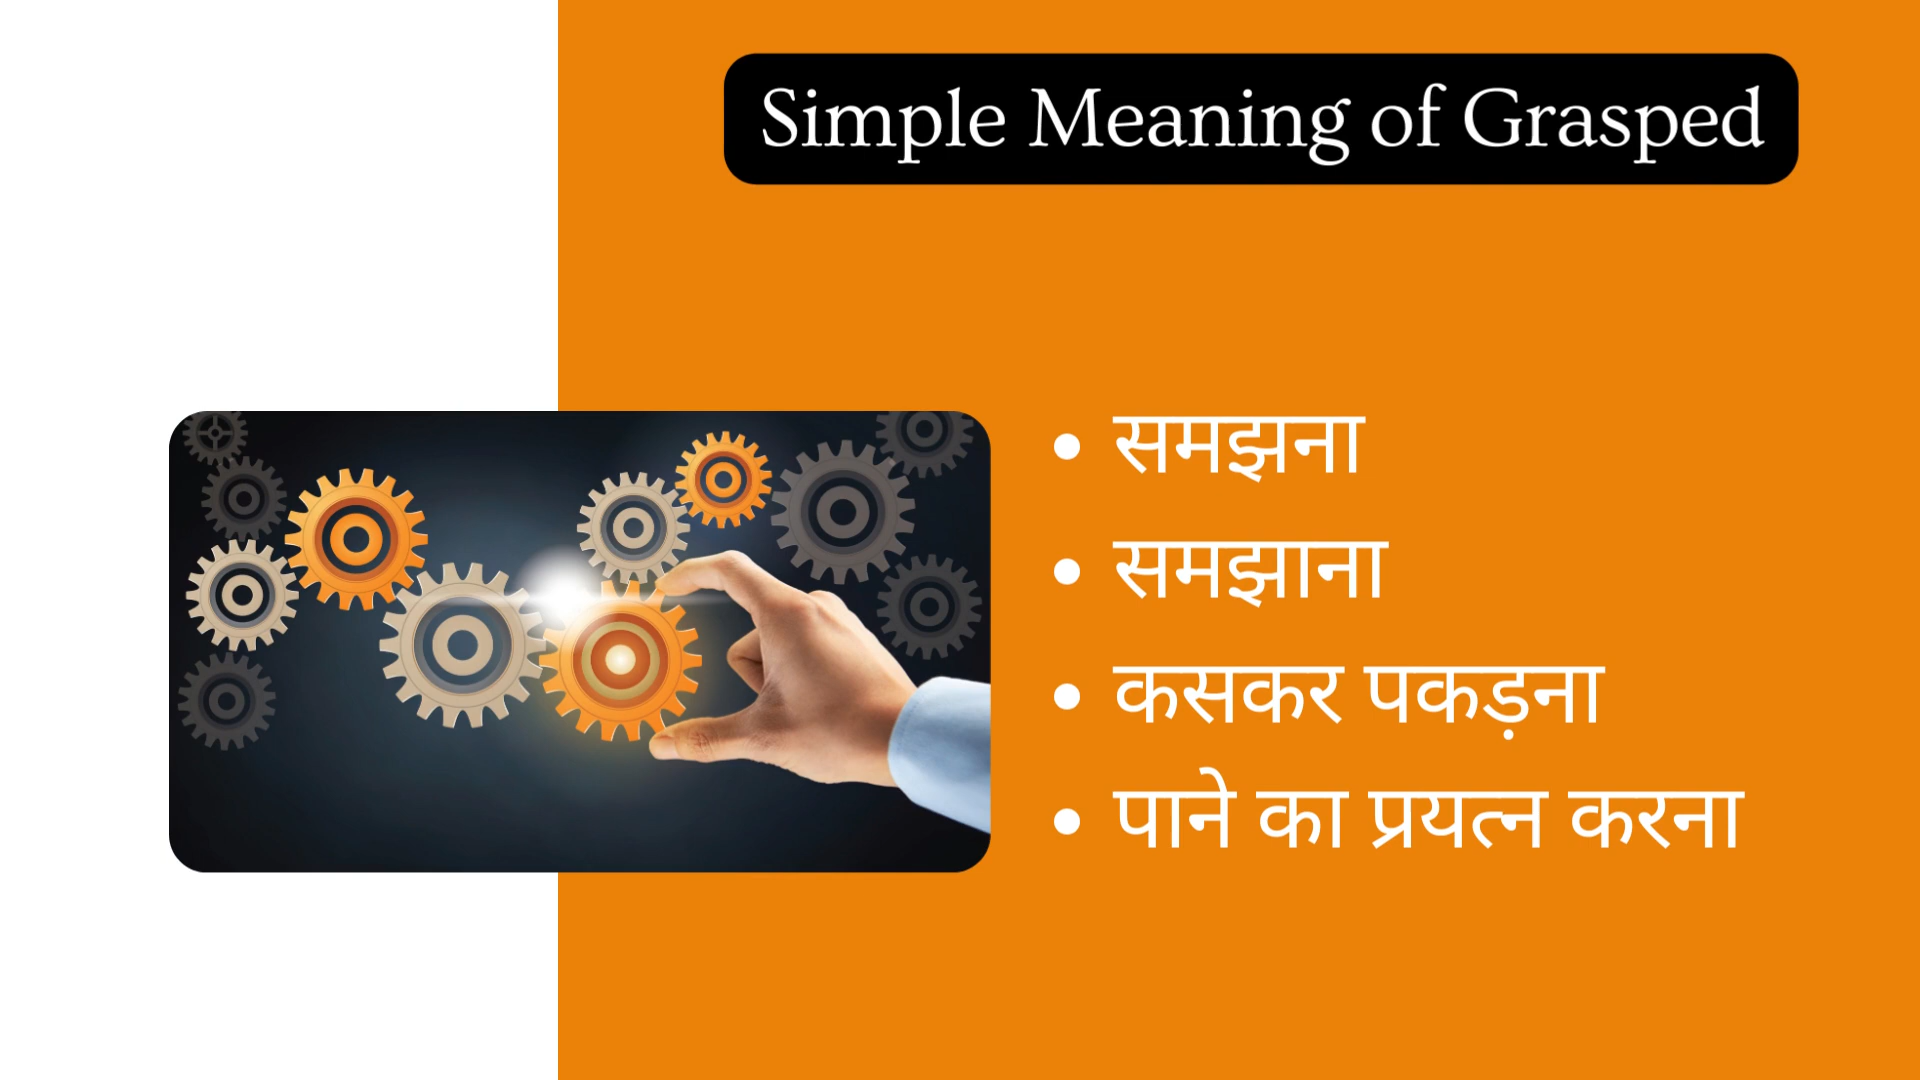 Simple Meaning of Grasped
• समझना
• समझाना
• कसकर पकड़ना
• पाने का प्रयत्न करना